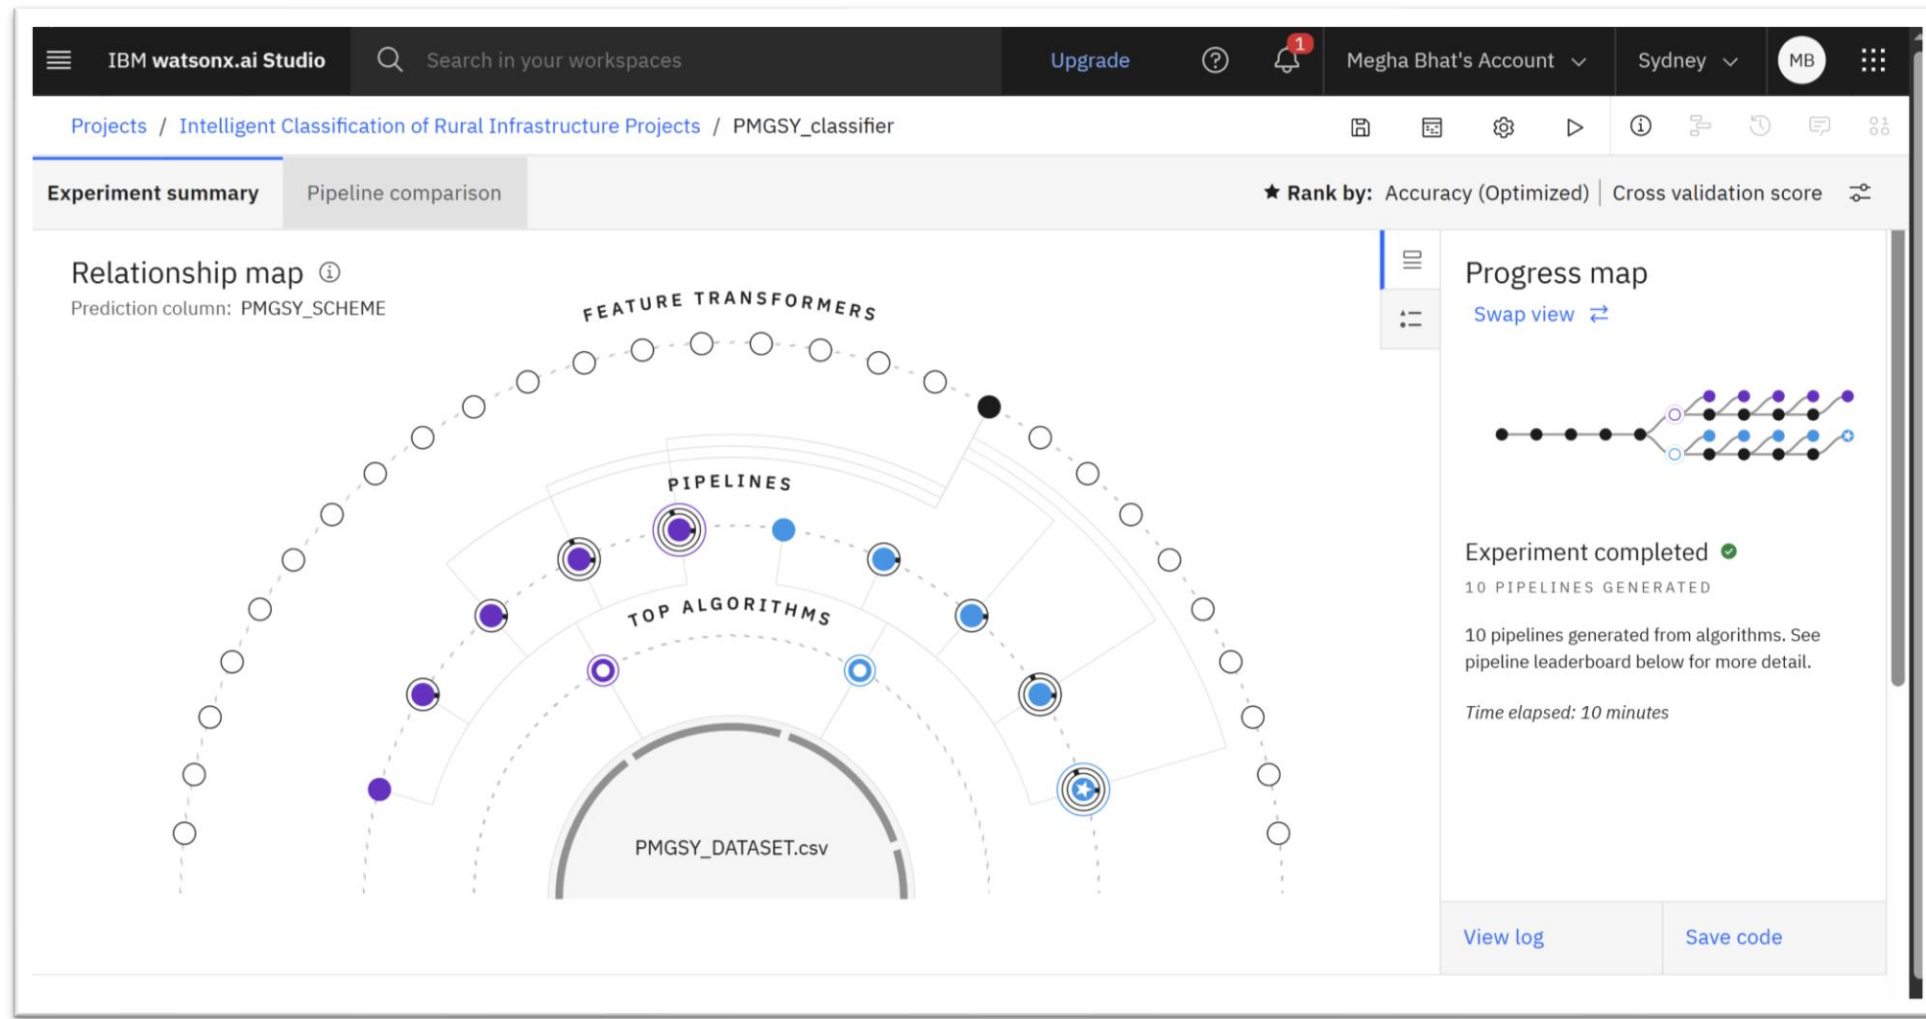 IBM watsonx.ai Studio
Search in your workspaces
Upgrade
1
Megha Bhat's Account
Sydney
MB
Projects / Intelligent Classification of Rural Infrastructure Projects / PMGSY_classifier
Experiment summary
Pipeline comparison
Rank by: Accuracy (Optimized) | Cross validation score
Relationship map
Prediction column: PMGSY_SCHEME
FEATURE TRANSFORMERS
PIPELINES
TOP ALGORITHMS
PMGSY_DATASET.csv
Progress map
Swap view
Experiment completed
10 PIPELINES GENERATED
10 pipelines generated from algorithms. See
pipeline leaderboard below for more detail.
Time elapsed: 10 minutes
View log
Save code